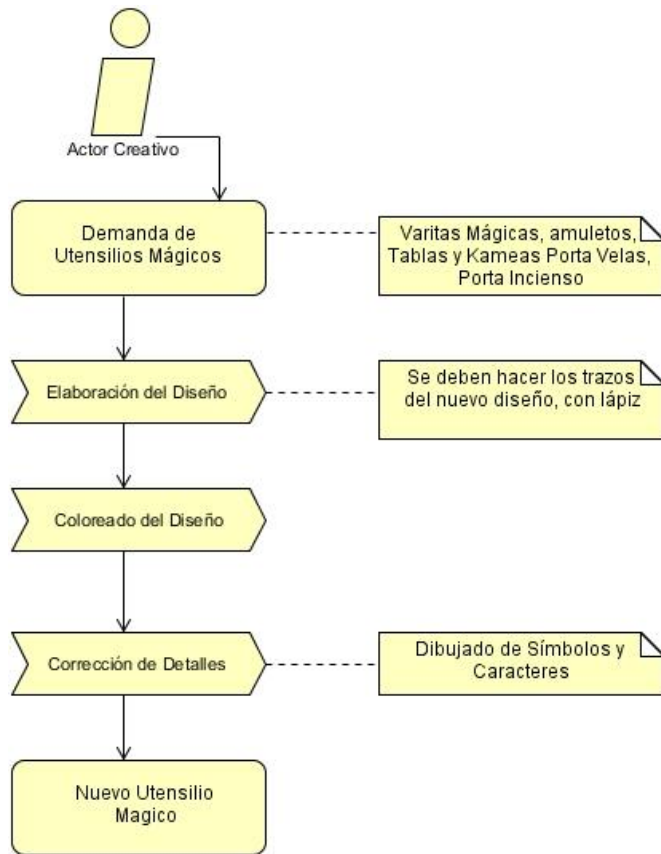 Actor Creativo
Demanda de
Utensilios Mágicos
Varitas Mágicas, amuletos,
Tablas y Kameas Porta Velas,
Porta Incienso
Elaboración del Diseño
Se deben hacer los trazos
del nuevo diseño, con lápiz
Coloreado del Diseño
Corrección de Detalles
Dibujado de Símbolos y
Caracteres
Nuevo Utensilio
Magico